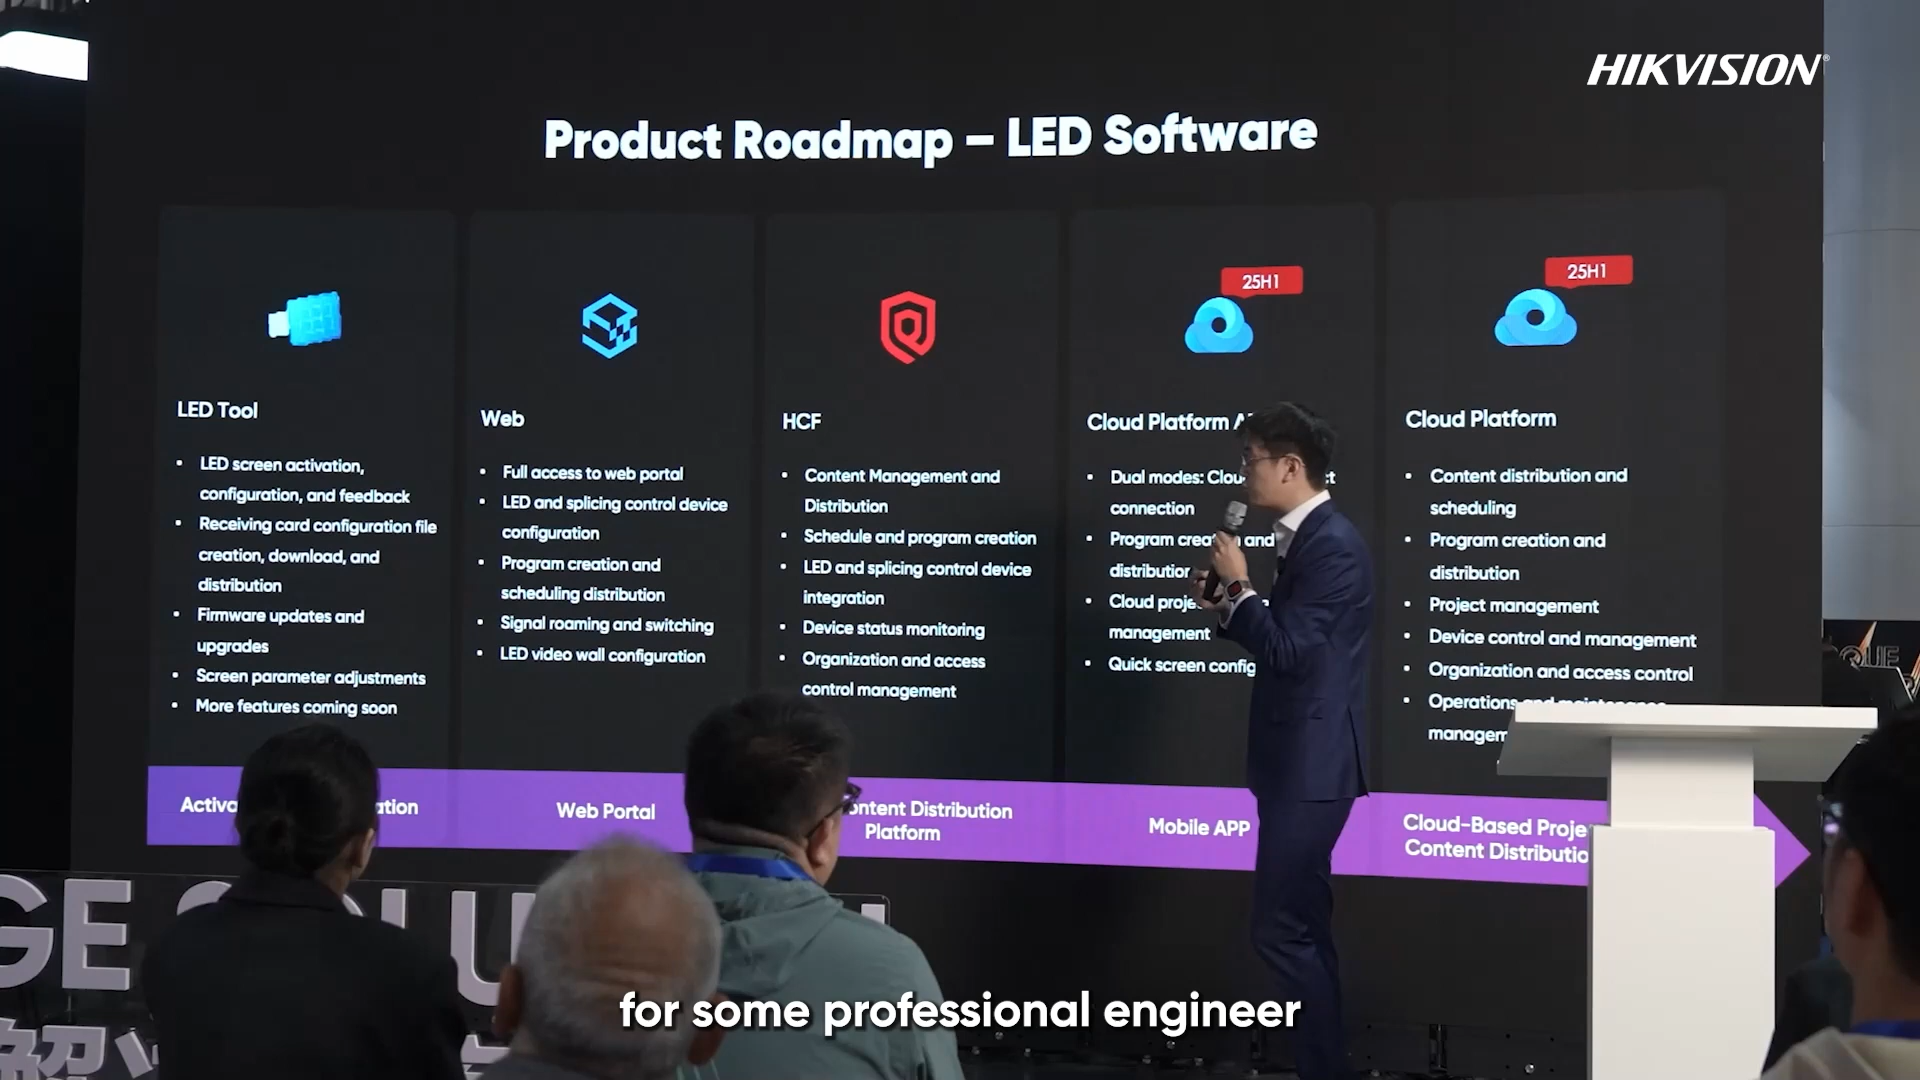 HIKVISION®
Product Roadmap – LED Software
25H1
25H1
LED Tool
• LED screen activation,
configuration, and feedback
• Receiving card configuration file
creation, download, and
distribution
• Firmware updates and
upgrades
• Screen parameter adjustments
• More features coming soon
Web
• Full access to web portal
• LED and splicing control device
configuration
• Program creation and
scheduling distribution
• Signal roaming and switching
• LED video wall configuration
HCF
• Content Management and
Distribution
• Schedule and program creation
• LED and splicing control device
integration
• Device status monitoring
• Organization and access
control management
Cloud Platform
• Dual modes:
connection
• Program and
• management
• Quick screen
Cloud Platform
• Content distribution and
scheduling
• Program creation and
distribution
• Project management
• Device control and management
• Organization and access control
• Operations
Web Portal
Distribution
Platform
Mobile APP
Cloud-Based
Content
for some professional engineer